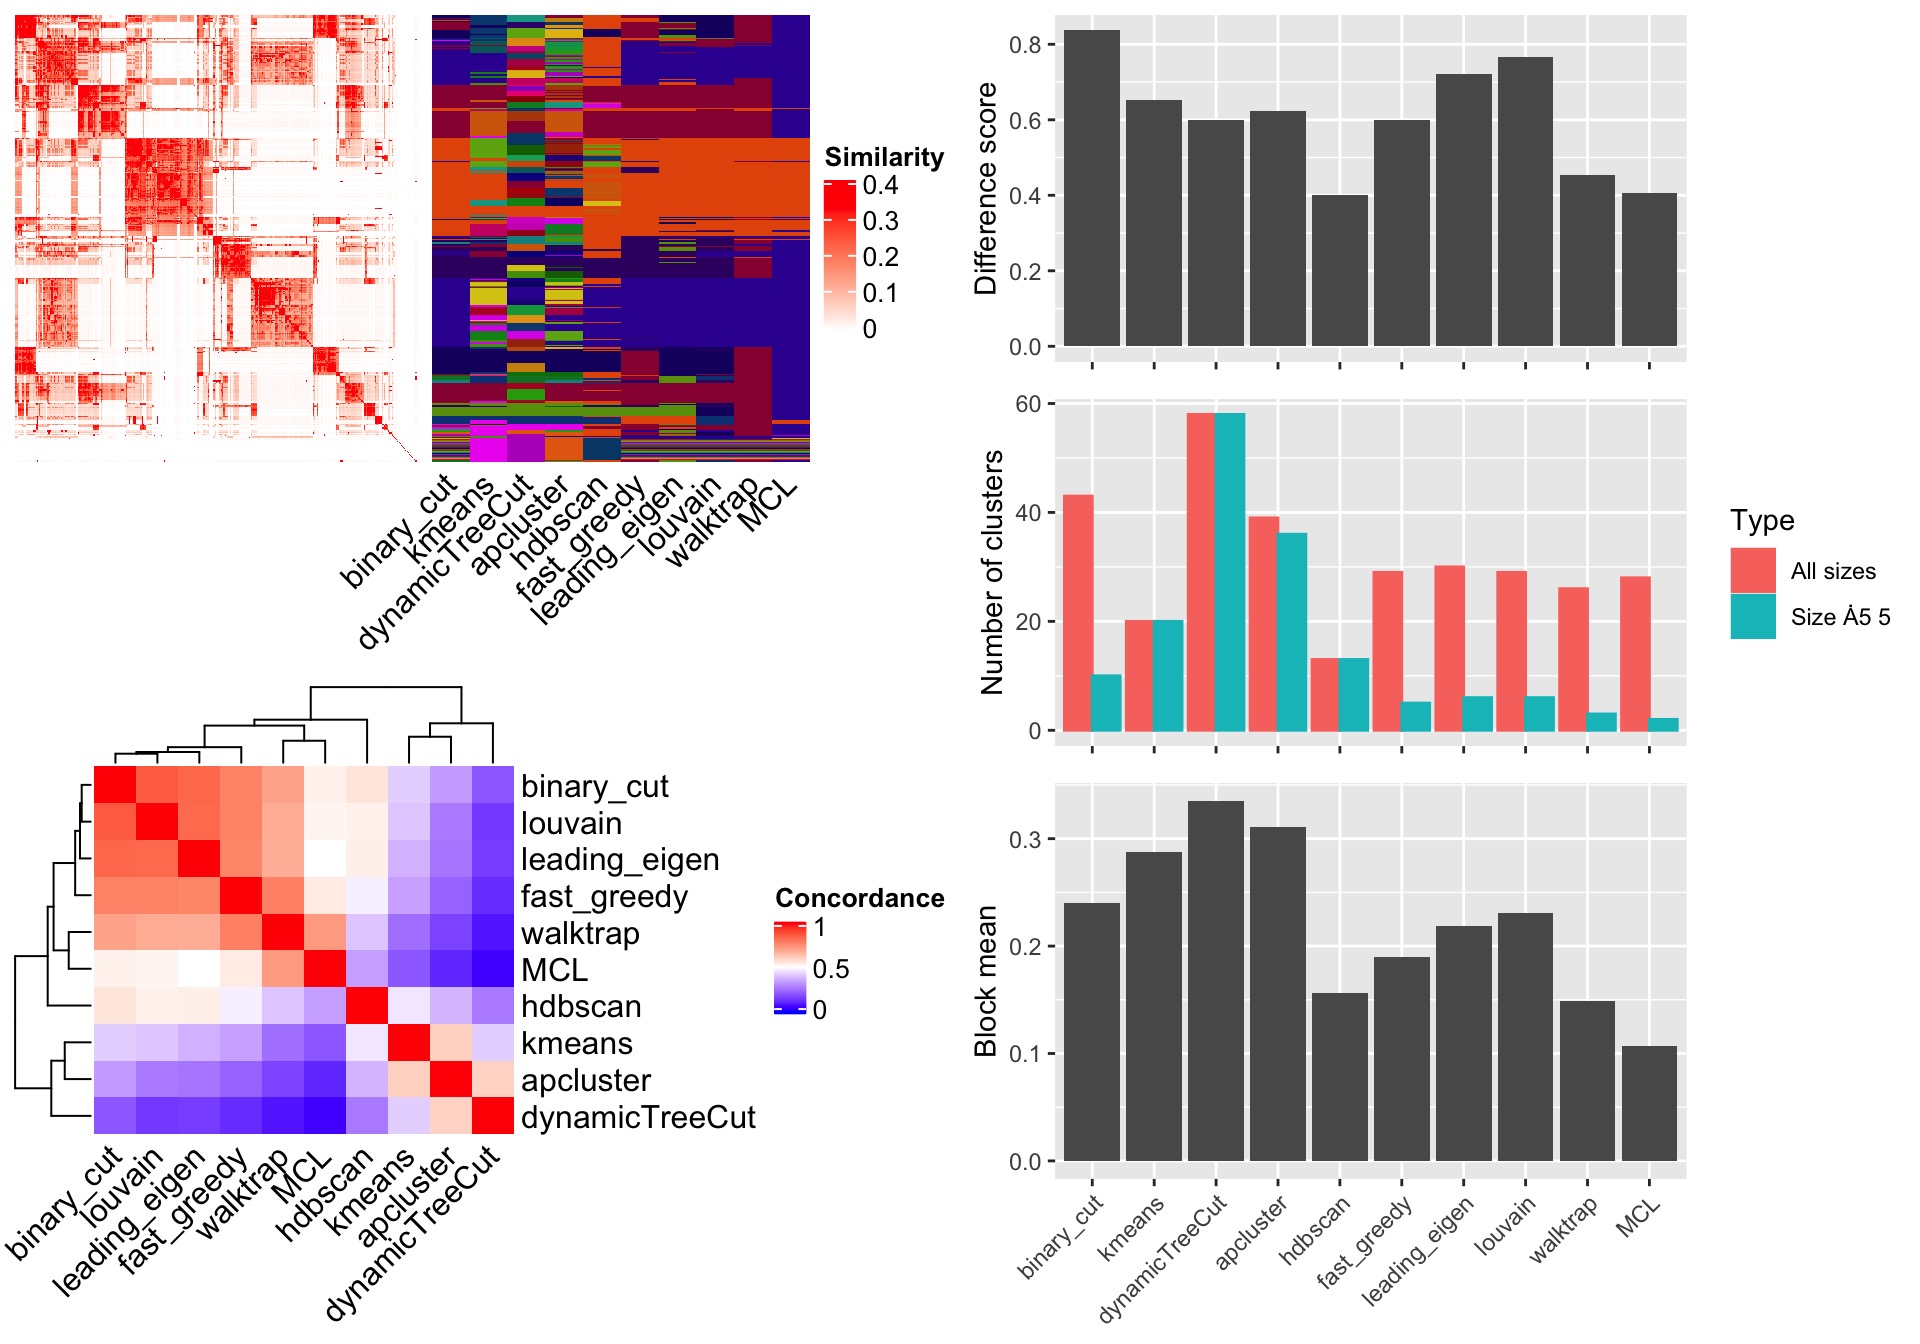 Similarity
0.4
0.3
0.2
0.1
0
binary_cut
kmeans
dynamicTreeCut
apcluster
hdbscan
fast_greedy
leading_eigen
louvain
walktrap
MCL
binary_cut
louvain
leading_eigen
fast_greedy
walktrap
MCL
hdbscan
kmeans
apcluster
dynamicTreeCut
Concordance
1
0.5
0
binary_cut
louvain
leading_eigen
fast_greedy
walktrap
MCL
hdbscan
kmeans
apcluster
dynamicTreeCut
Difference score
0.8
0.6
0.4
0.2
0.0
Number of clusters
60
40
20
0
Type
All sizes
Size Å5 5
Block mean
0.3
0.2
0.1
0.0
binary_cut
kmeans
dynamicTreeCut
apcluster
hdbscan
fast_greedy
leading_eigen
louvain
walktrap
MCL